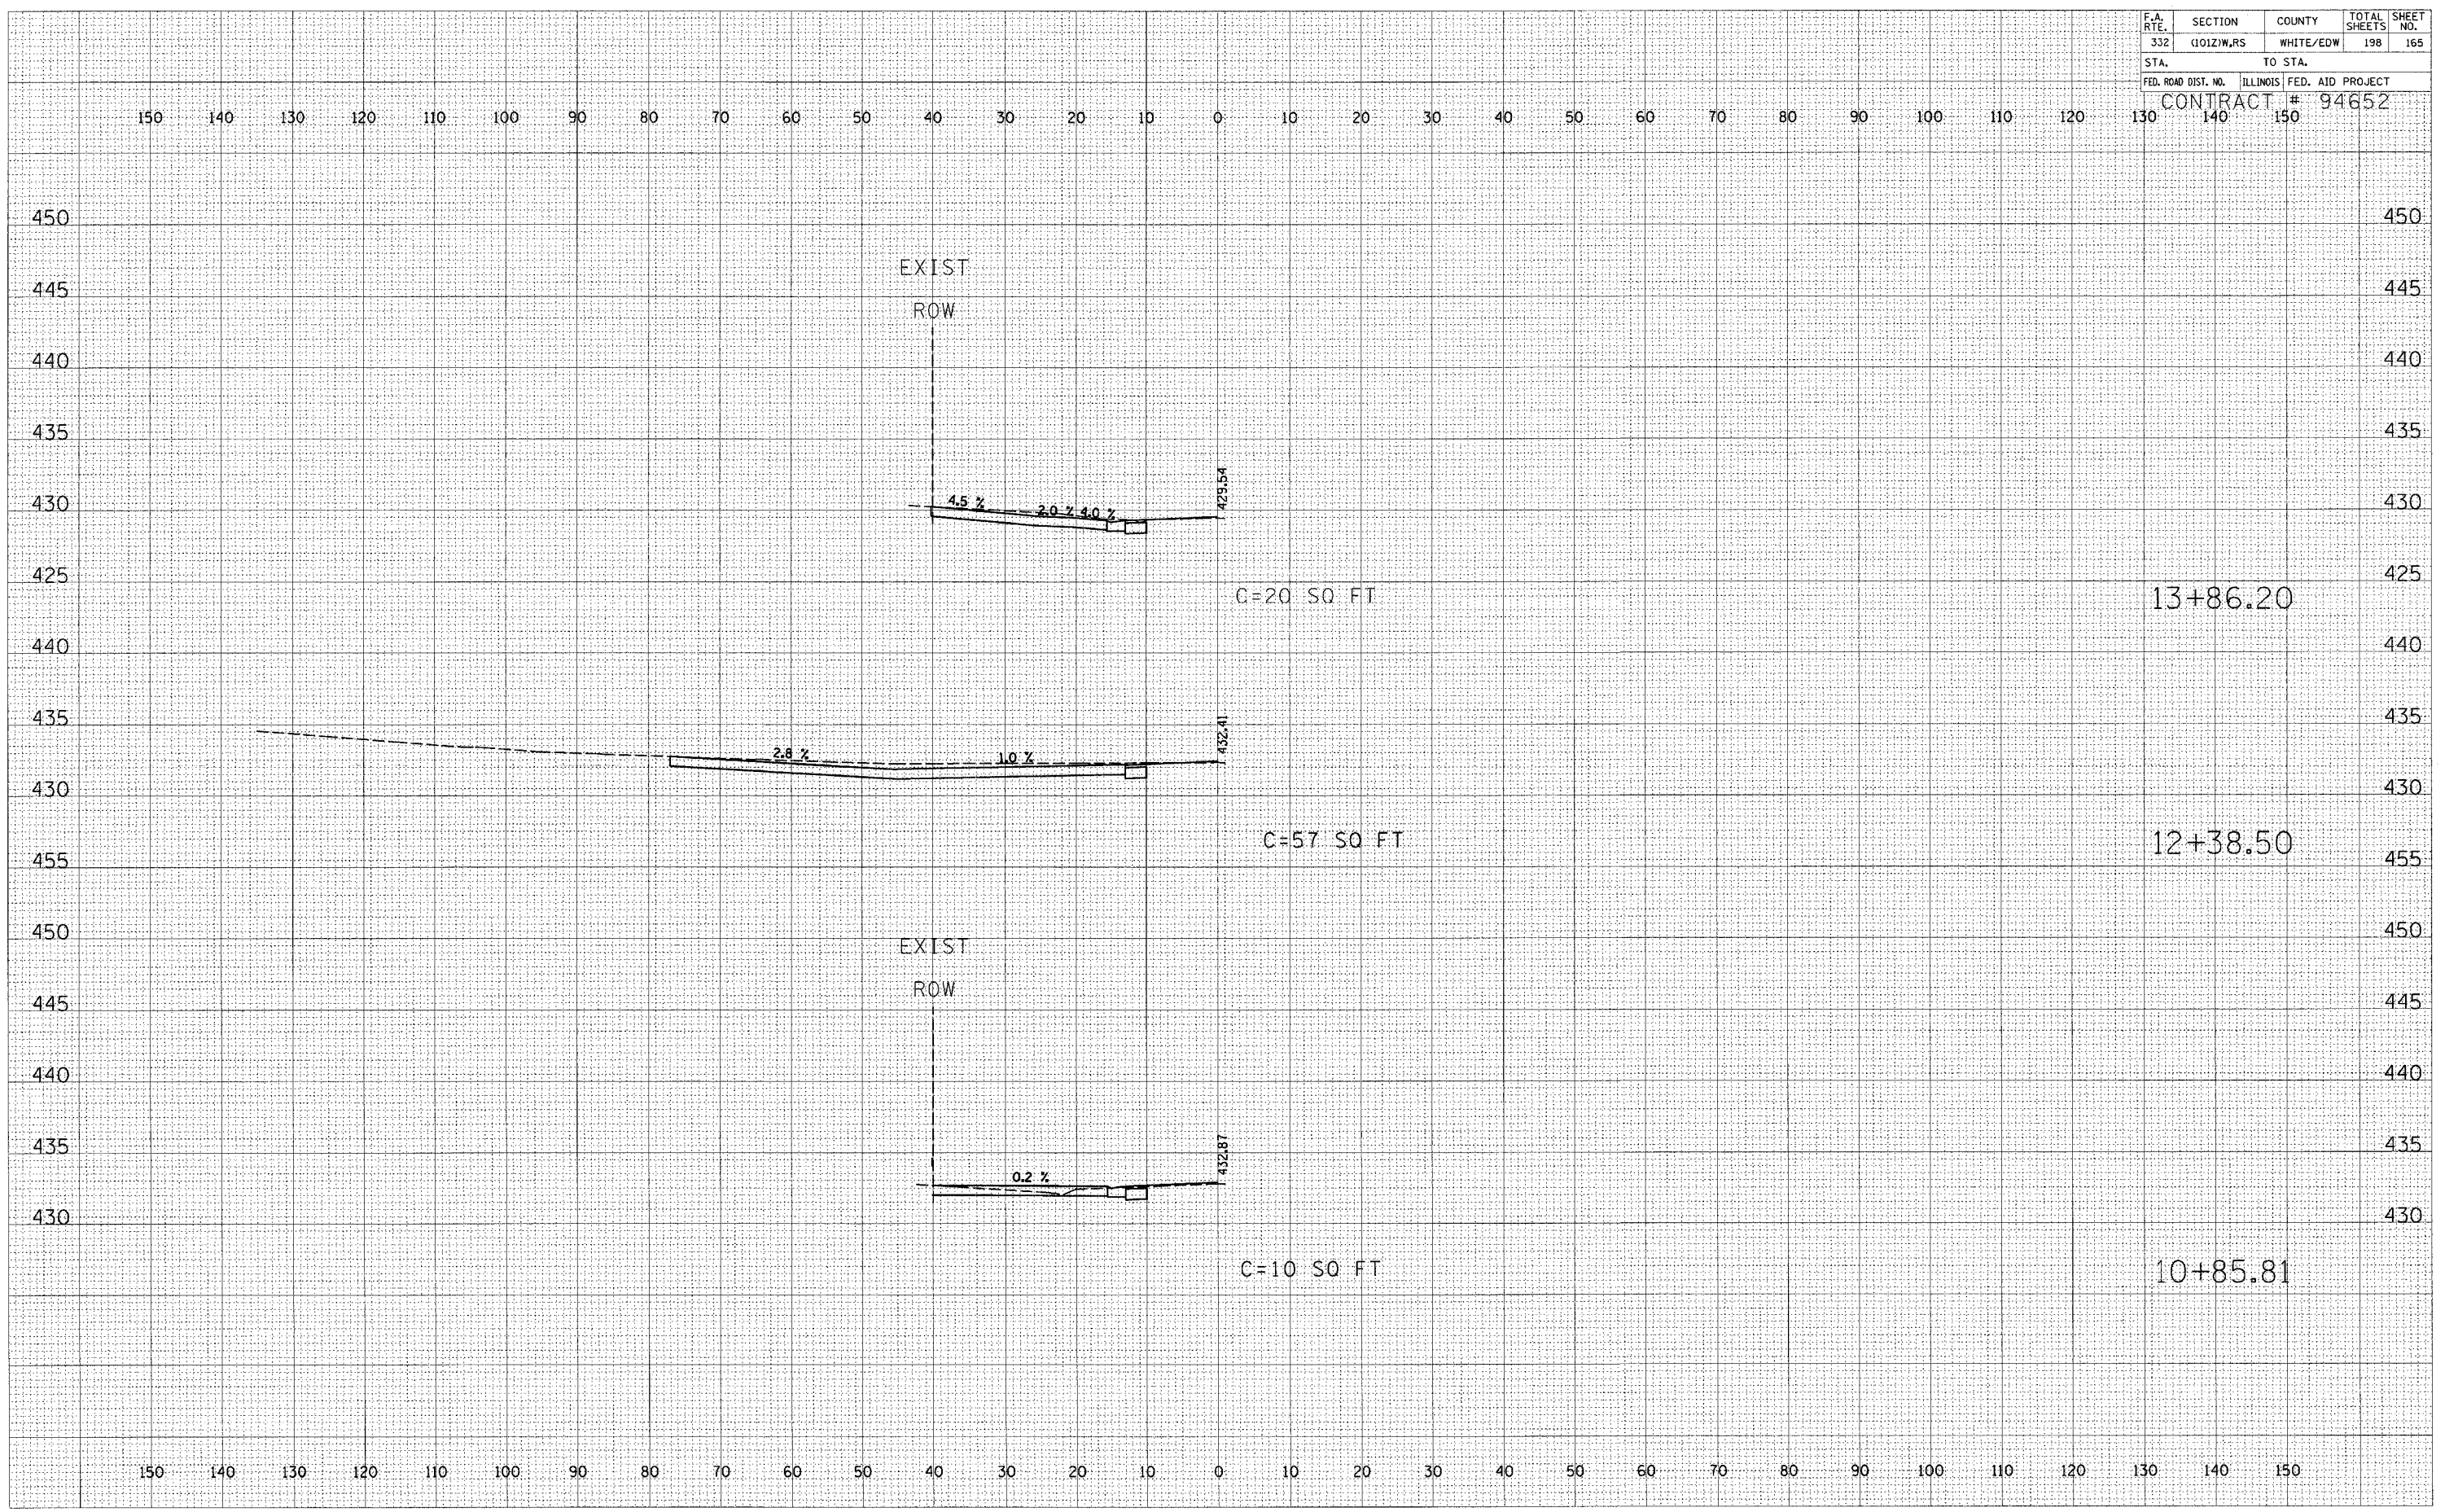 F.A. RTE. SECTION COUNTY TOTAL SHEETS SHEET NO.
332 (101Z)W,RS WHITE/EDW 198 165
STA. TO STA.
FED. ROAD DIST. NO. ILLINOIS FED. AID PROJECT
CONTRACT # 94652
150 140 130 120 110 100 90 80 70 60 50 40 30 20 10 0 10 20 30 40 50 60 70 80 90 100 110 120 130 140 150
450 450
EXIST
445 445
ROW
440 440
435 435
429.54
430 4.5 % 2.0 % 4.0 % 430
425 425
C=20 SQ FT 13+86.20
440 440
435 432.41 435
2.8 % 1.0 %
430 430
C=57 SQ FT 12+38.50
455 455
450 450
EXIST
ROW
445 445
440 440
435 432.87 435
0.2 %
430 430
C=10 SQ FT 10+85.81
150 140 130 120 110 100 90 80 70 60 50 40 30 20 10 0 10 20 30 40 50 60 70 80 90 100 110 120 130 140 150